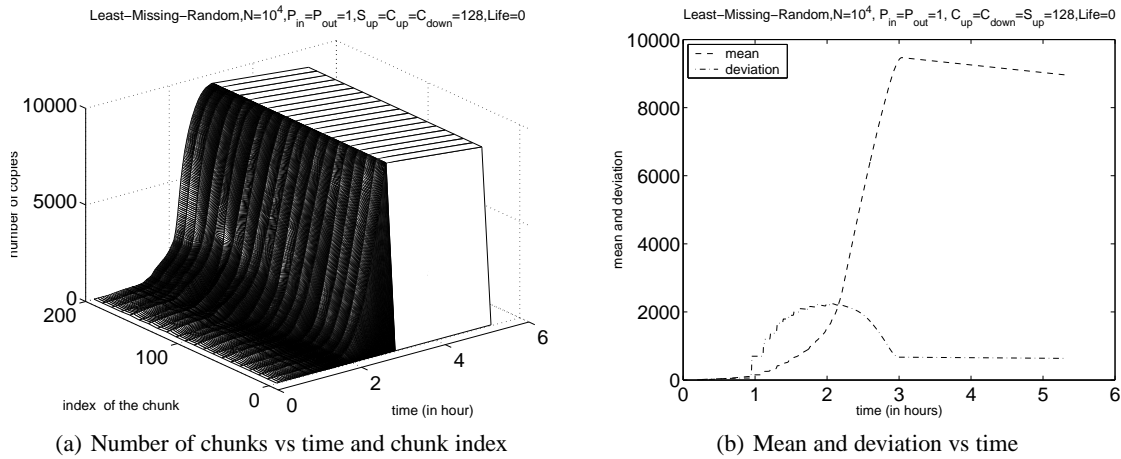 Least−Missing−Random,N=10⁴,P_in=P_out=1,S_up=C_up=C_down=128,Life=0
10000
5000
0
number of copies
200
100
0
index of the chunk
0
2
4
6
time (in hour)
(a) Number of chunks vs time and chunk index
Least−Missing−Random,N=10⁴, P_in=P_out=1, C_up=C_down=S_up=128,Life=0
10000
8000
6000
4000
2000
0
mean and deviation
mean
deviation
0 1 2 3 4 5 6
time (in hours)
(b) Mean and deviation vs time